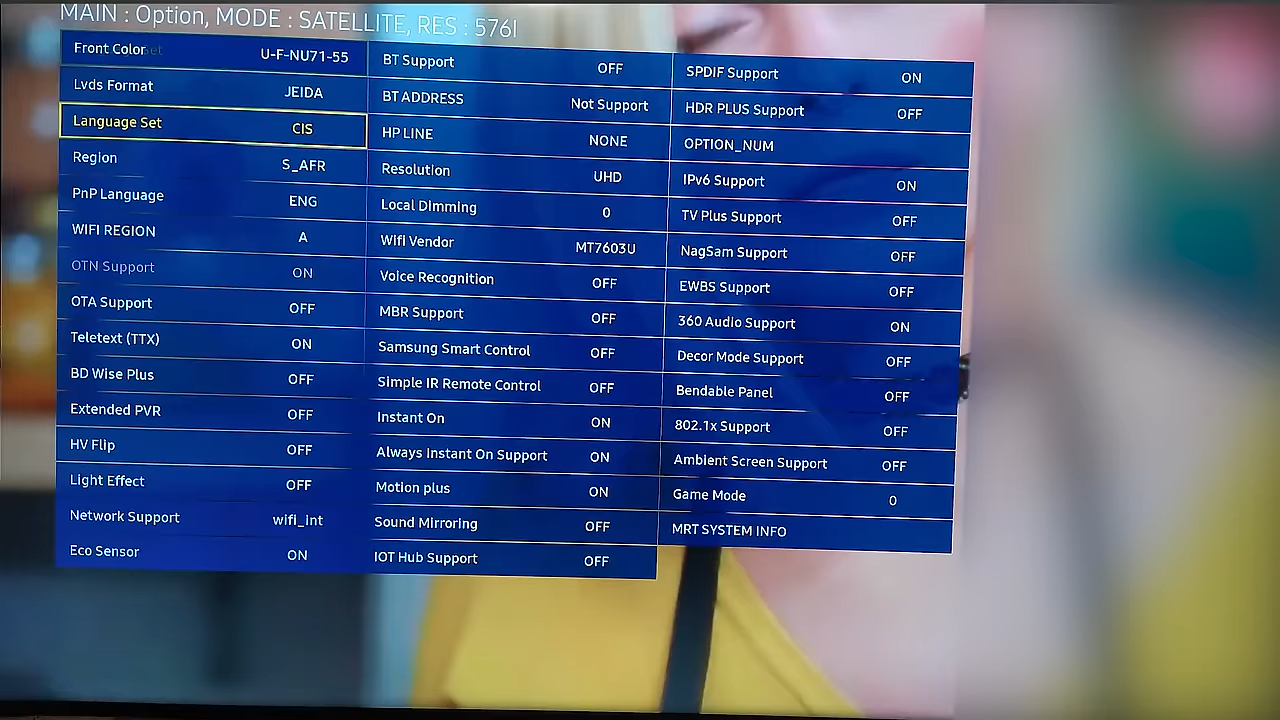 MAIN : Option, MODE : SATELLITE, RES : 576I
Front Color U-F-NU71-55
Lvds Format JEIDA
Language Set CIS
Region S_AFR
PnP Language ENG
WIFI REGION A
OTN Support ON
OTA Support OFF
Teletext (TTX) ON
BD Wise Plus OFF
Extended PVR OFF
HV Flip OFF
Light Effect OFF
Network Support wifi_int
Eco Sensor ON
BT Support OFF
BT ADDRESS Not Support
HP LINE NONE
Resolution UHD
Local Dimming 0
Wifi Vendor MT7603U
Voice Recognition OFF
MBR Support OFF
Samsung Smart Control OFF
Simple IR Remote Control OFF
Instant On ON
Always Instant On Support ON
Motion plus ON
Sound Mirroring OFF
IOT Hub Support OFF
SPDIF Support ON
HDR PLUS Support OFF
OPTION_NUM
IPv6 Support ON
TV Plus Support OFF
NagSam Support OFF
EWBS Support OFF
360 Audio Support ON
Decor Mode Support OFF
Bendable Panel OFF
802.1x Support OFF
Ambient Screen Support OFF
Game Mode 0
MRT SYSTEM INFO